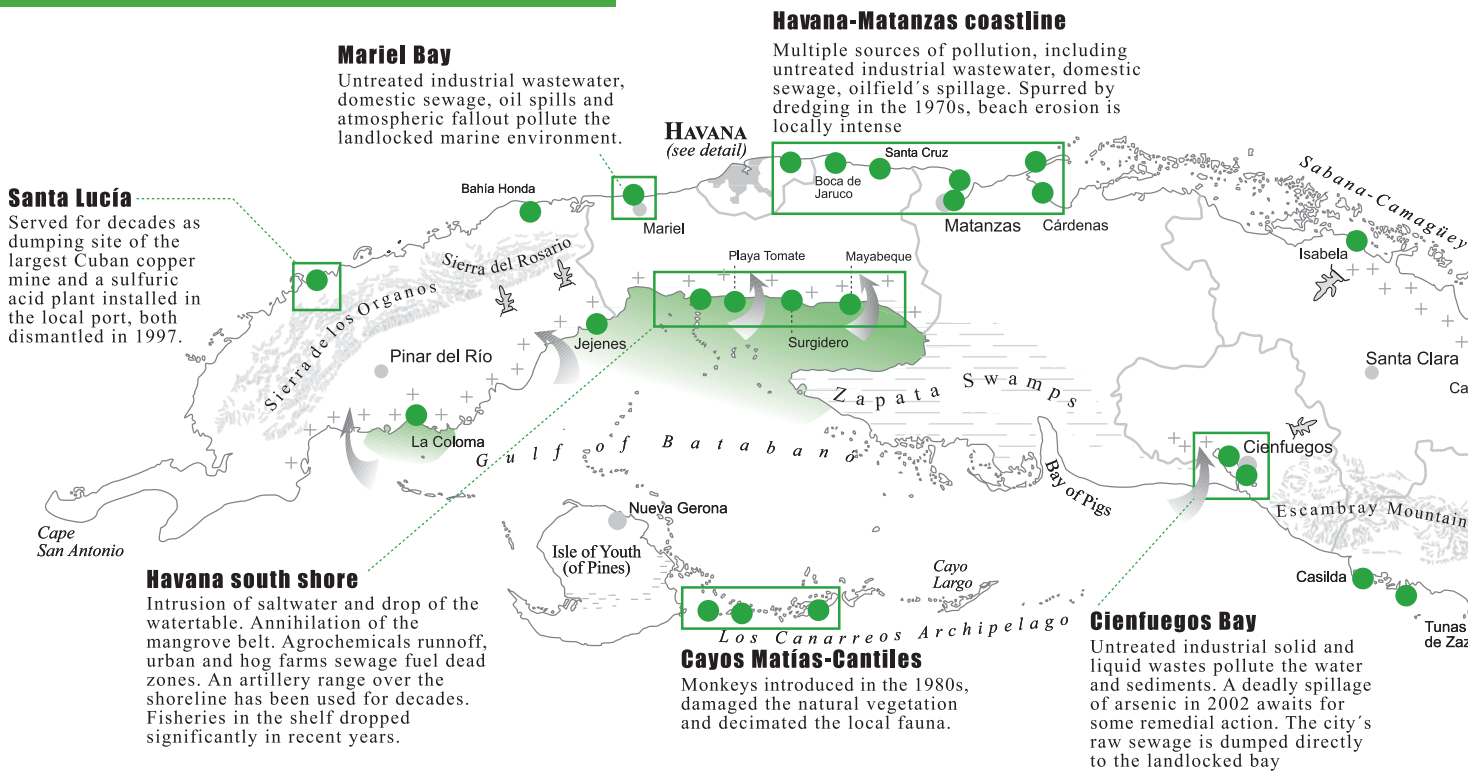 Havana-Matanzas coastline
Multiple sources of pollution, including
untreated industrial wastewater, domestic
sewage, oilfield´s spillage. Spurred by
dredging in the 1970s, beach erosion is
locally intense
Mariel Bay
Untreated industrial wastewater,
domestic sewage, oil spills and
atmospheric fallout pollute the
landlocked marine environment.
HAVANA
(see detail)
Santa Lucía
Served for decades as
dumping site of the
largest Cuban copper
mine and a sulfuric
acid plant installed in
the local port, both
dismantled in 1997.
Bahía Honda
Mariel
Boca de
Jaruco
Santa Cruz
Matanzas
Cárdenas
Sabana-Camagüey
Isabela
Sierra del Rosario
Sierra de los Organos
Playa Tomate
Mayabeque
Jejenes
Surgidero
Pinar del Río
La Coloma
Zapata Swamps
Santa Clara
Ca
Gulf of Batabanó
Bay of Pigs
Cienfuegos
Escambray Mountain
Cape
San Antonio
Nueva Gerona
Isle of Youth
(of Pines)
Cayo
Largo
Los Canarreos Archipelago
Casilda
Tunas
de Zaz
Havana south shore
Intrusion of saltwater and drop of the
watertable. Annihilation of the
mangrove belt. Agrochemicals runoff,
urban and hog farms sewage fuel dead
zones. An artillery range over the
shoreline has been used for decades.
Fisheries in the shelf dropped
significantly in recent years.
Cayos Matías-Cantiles
Monkeys introduced in the 1980s,
damaged the natural vegetation
and decimated the local fauna.
Cienfuegos Bay
Untreated industrial solid and
liquid wastes pollute the water
and sediments. A deadly spillage
of arsenic in 2002 awaits for
some remedial action. The city´s
raw sewage is dumped directly
to the landlocked bay